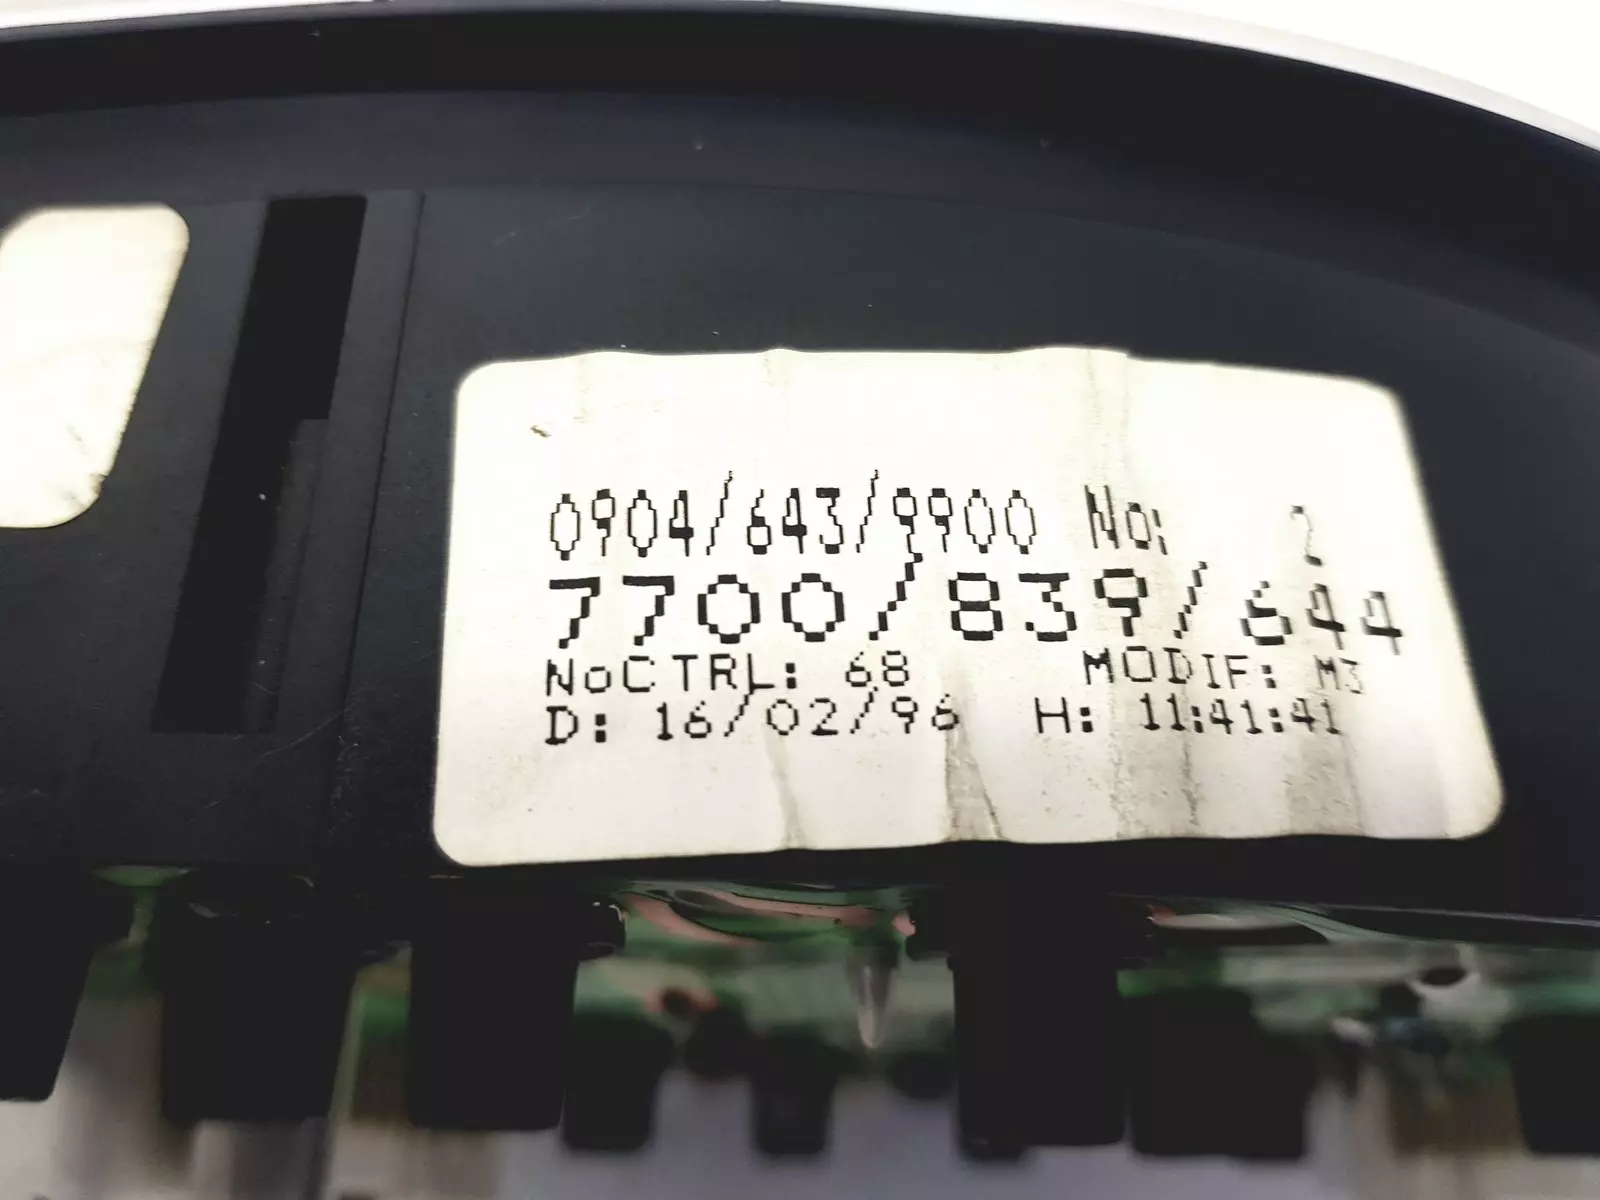 0904/643/9900 No: 2
7700/839/644
NoCTRL: 68 MODIF: M3
D: 16/02/96 H: 11:41:41